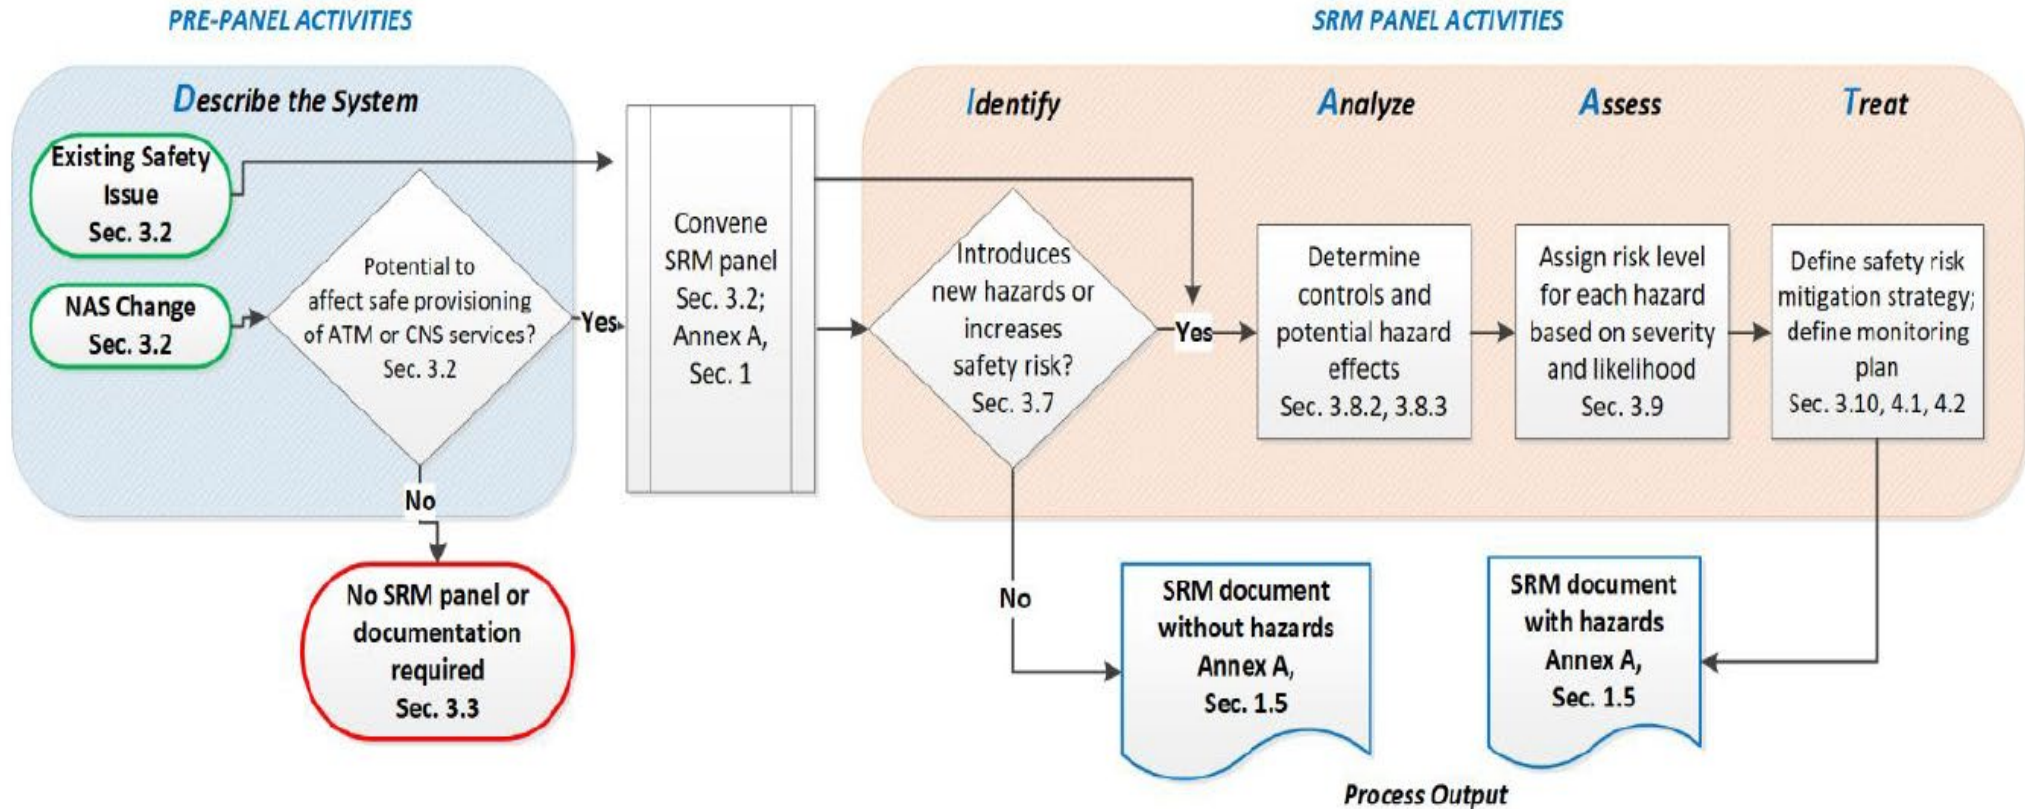 PRE-PANEL ACTIVITIES
SRM PANEL ACTIVITIES
Describe the System
Existing Safety
Issue
Sec. 3.2
NAS Change
Sec. 3.2
Potential to
affect safe provisioning
of ATM or CNS services?
Sec. 3.2
Yes
No
No SRM panel or
documentation
required
Sec. 3.3
Convene
SRM panel
Sec. 3.2;
Annex A,
Sec. 1
Identify
Analyze
Assess
Treat
Introduces
new hazards or
increases
safety risk?
Sec. 3.7
Yes
No
Determine
controls and
potential hazard
effects
Sec. 3.8.2, 3.8.3
Assign risk level
for each hazard
based on severity
and likelihood
Sec. 3.9
Define safety risk
mitigation strategy;
define monitoring
plan
Sec. 3.10, 4.1, 4.2
SRM document
without hazards
Annex A,
Sec. 1.5
SRM document
with hazards
Annex A,
Sec. 1.5
Process Output